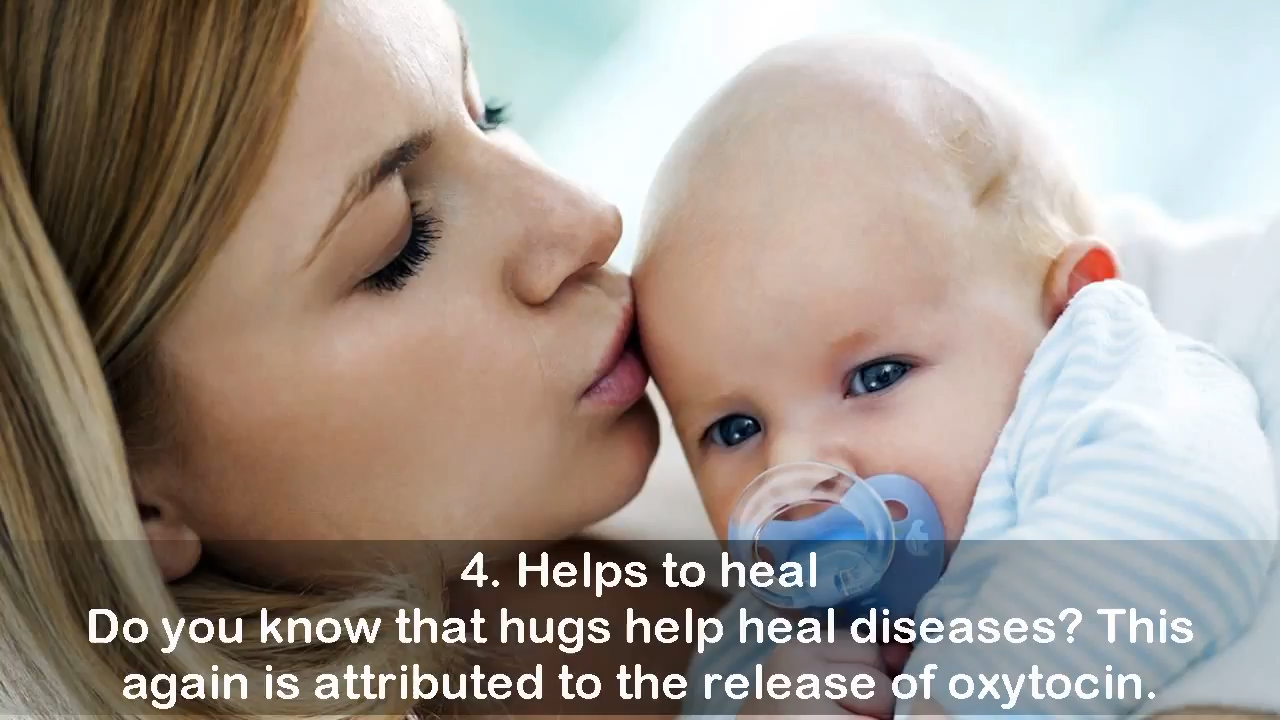 4. Helps to heal
Do you know that hugs help heal diseases? This
again is attributed to the release of oxytocin.